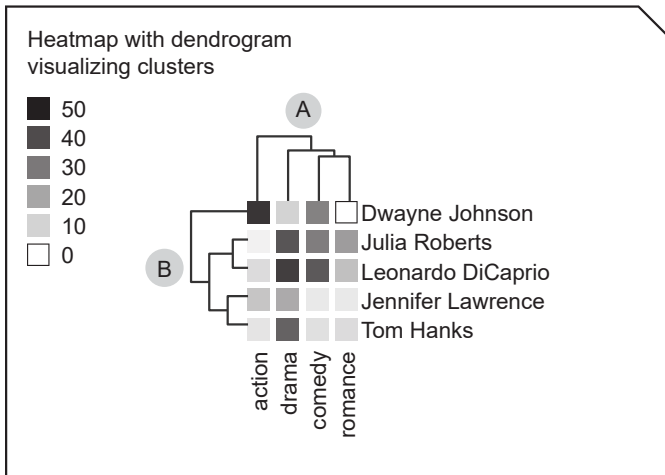 Heatmap with dendrogram
visualizing clusters
50
40
30
20
10
0
A
B
Dwayne Johnson
Julia Roberts
Leonardo DiCaprio
Jennifer Lawrence
Tom Hanks
action
drama
comedy
romance